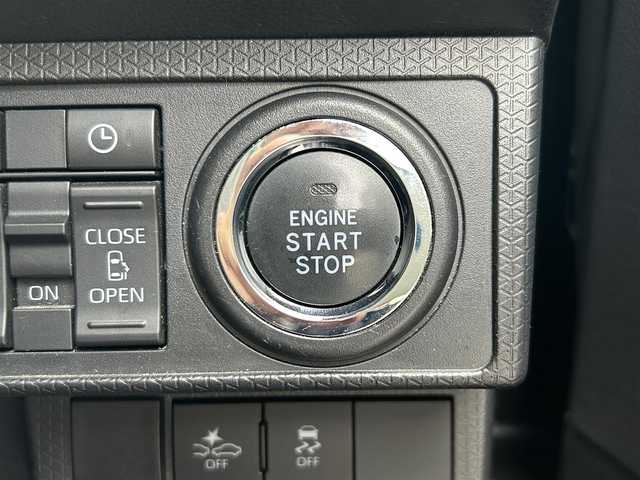 ENGINE
START
STOP
CLOSE
ON
OPEN
OFF
OFF